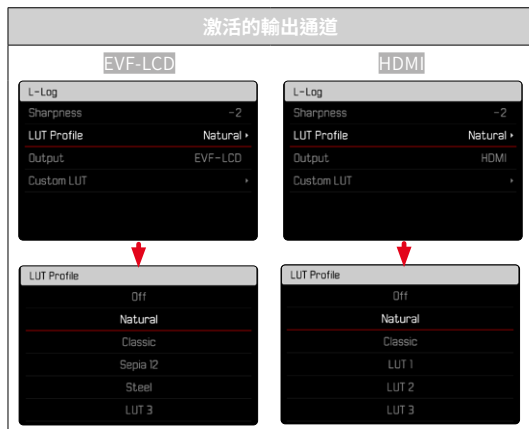 激活的輸出通道
EVF-LCD
L-Log
Sharpness -2
LUT Profile Natural
Output EVF-LCD
Custom LUT
LUT Profile
Off
Natural
Classic
Sepia 12
Steel
LUT 3
HDMI
L-Log
Sharpness -2
LUT Profile Natural
Output HDMI
Custom LUT
LUT Profile
Off
Natural
Classic
LUT 1
LUT 2
LUT 3